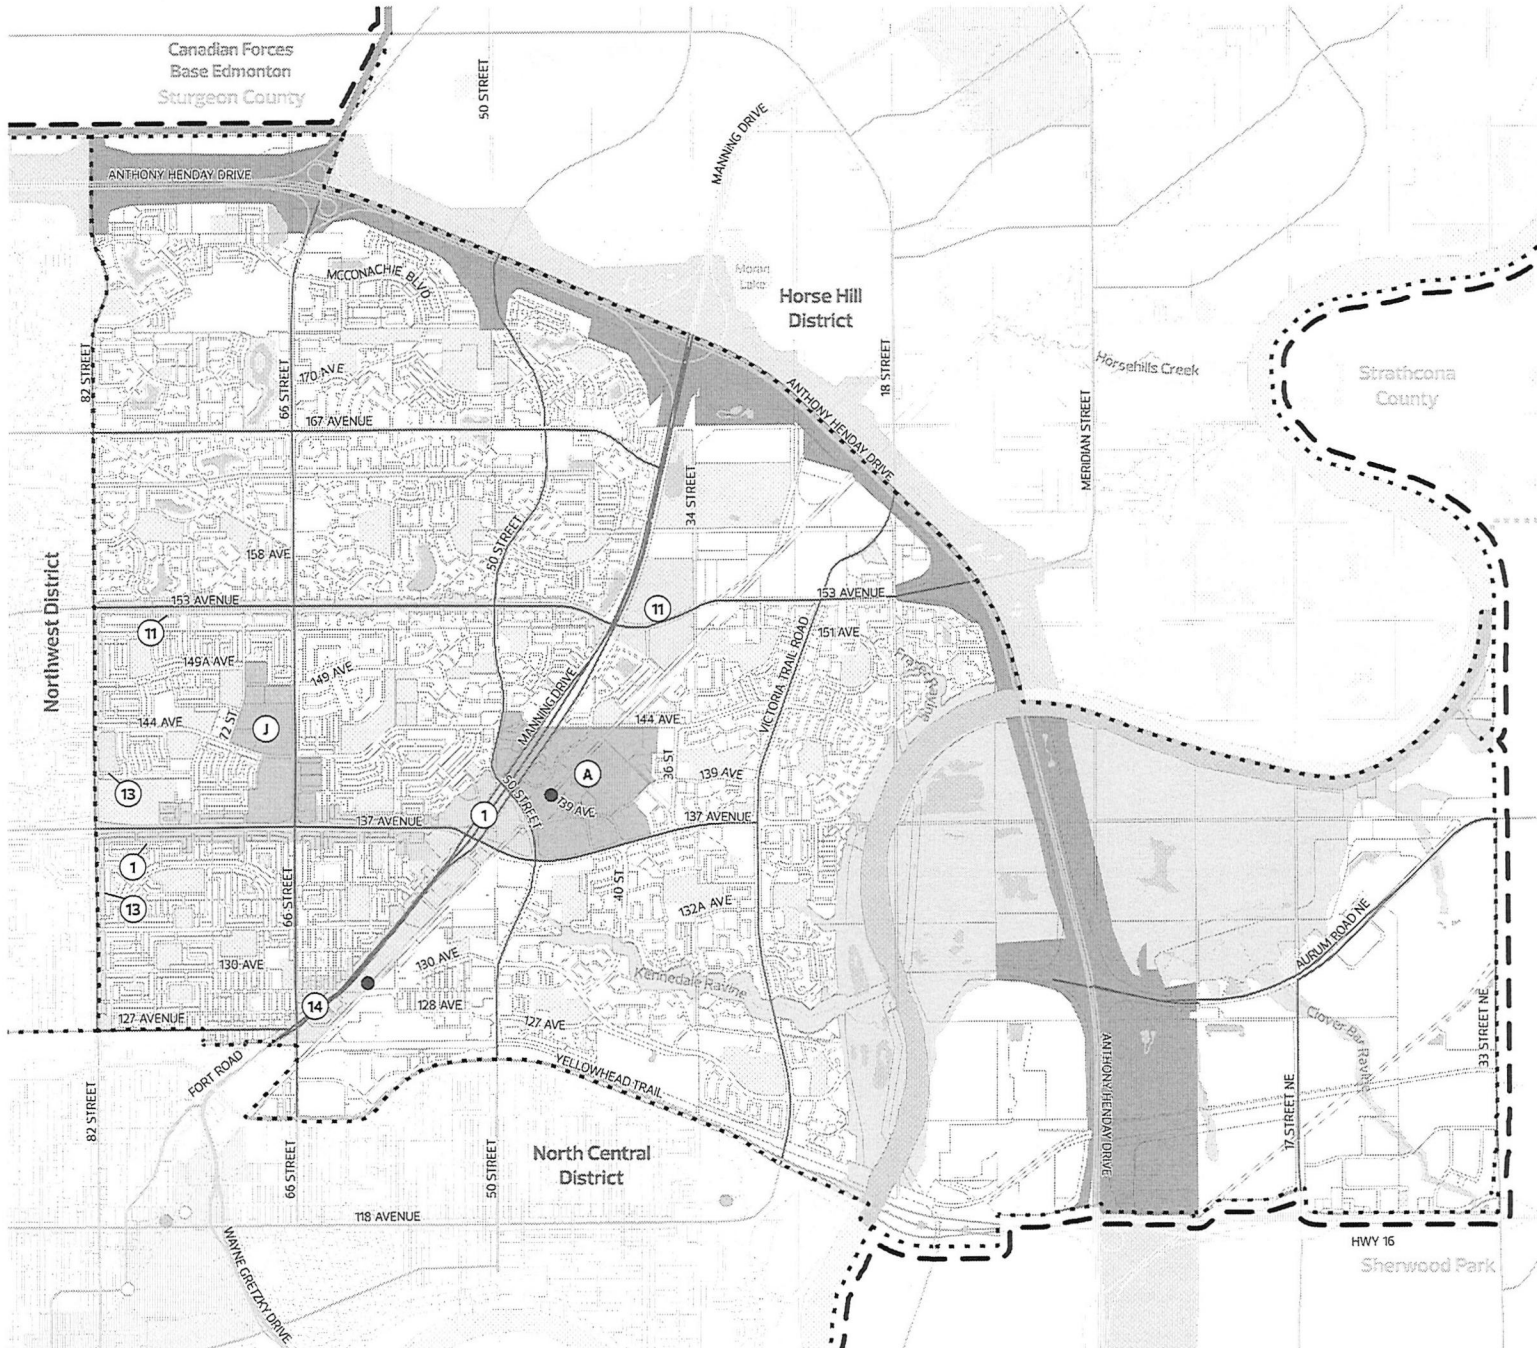 Canadian Forces
Base Edmonton
Sturgeon County
50 STREET
MANNING DRIVE
ANTHONY HENDAY DRIVE
MCCONACHIE BLVD
Moran
Lake
Horse Hill
District
82 STREET
66 STREET
170 AVE
167 AVENUE
18 STREET
Horsehills Creek
Strathcona
County
ANTHONY HENDAY DRIVE
MERIDIAN STREET
34 STREET
50 STREET
158 AVE
Northwest District
153 AVENUE
11
11
153 AVENUE
151 AVE
149A AVE
149 AVE
Fraser Ravine
VICTORIA TRAIL ROAD
MANNING DRIVE
144 AVE
72 ST
J
144 AVE
36 ST
A
139 AVE
13
50 STREET
139 AVE
1
137 AVENUE
137 AVENUE
1
13
66 STREET
40 ST
132A AVE
130 AVE
130 AVE
Kennedale Ravine
AURUM ROAD NE
14
128 AVE
127 AVENUE
127 AVE
Clover Bar Ravine
33 STREET NE
FORT ROAD
YELLOWHEAD TRAIL
ANTHONY HENDAY DRIVE
17 STREET NE
82 STREET
66 STREET
50 STREET
North Central
District
118 AVENUE
WAYNE GRETZKY DRIVE
HWY 16
Sherwood Park